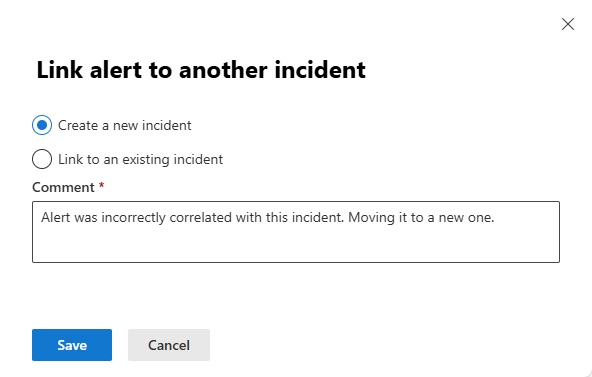 Link alert to another incident
Create a new incident
Link to an existing incident
Comment *
Alert was incorrectly correlated with this incident. Moving it to a new one.
Save Cancel